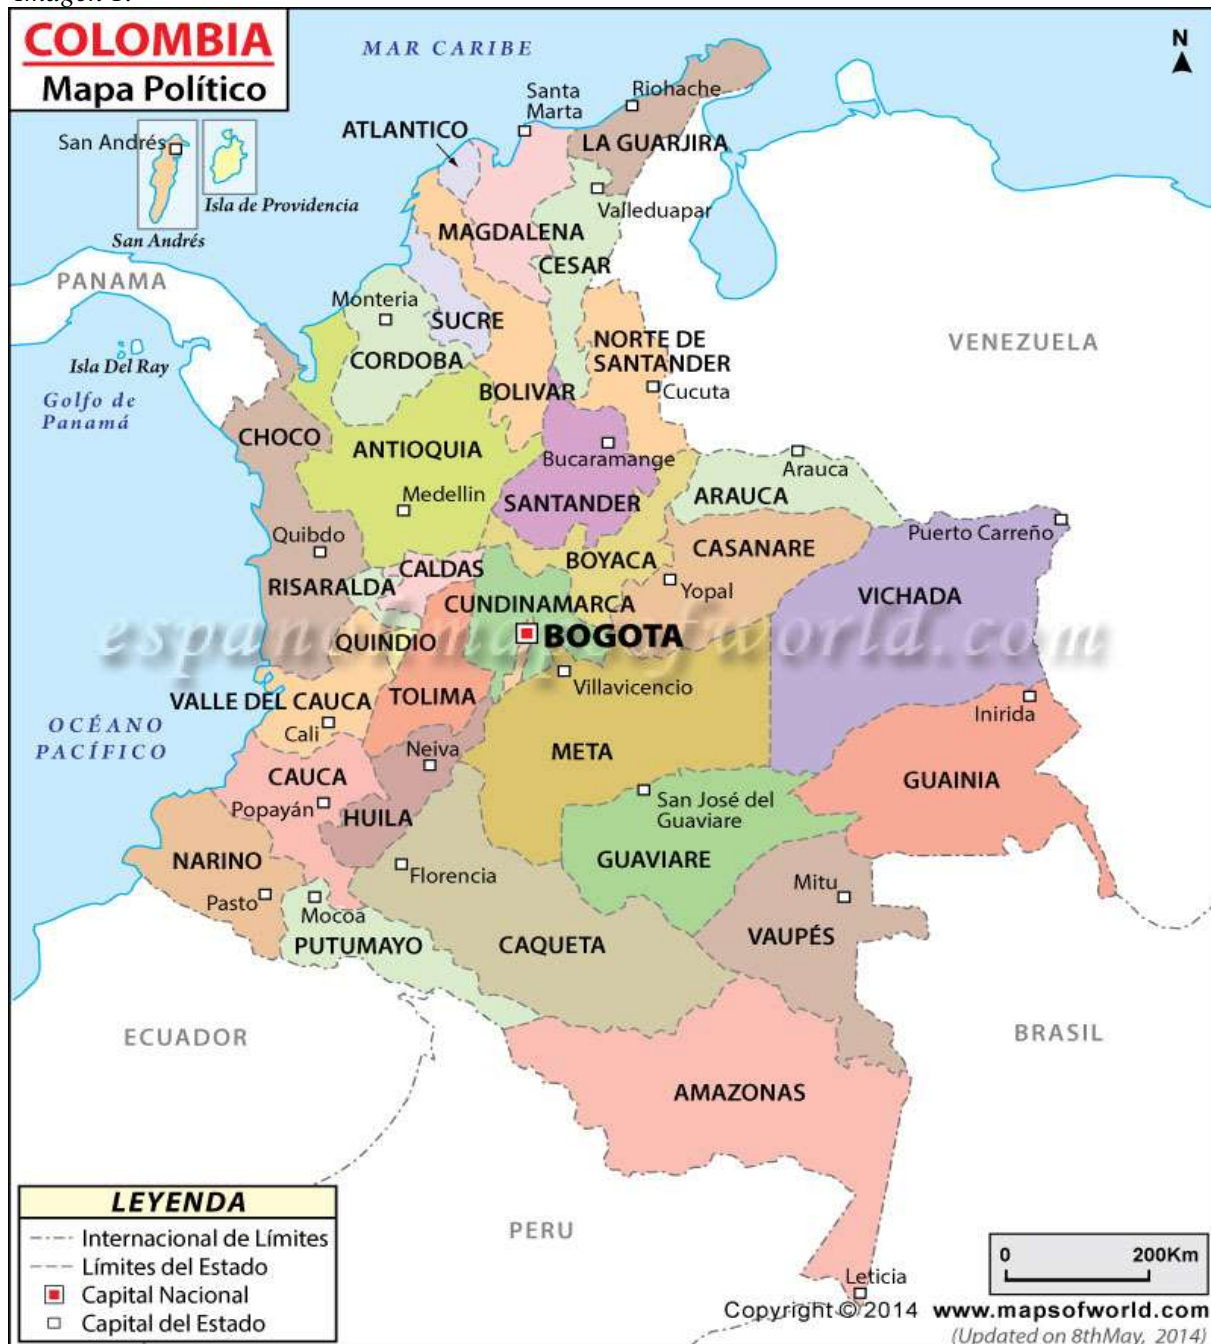 COLOMBIA
Mapa Político
MAR CARIBE
N
Santa
Marta
Riohache
ATLANTICO
LA GUARJIRA
San Andrés
Isla de Providencia
San Andrés
Valleduapar
MAGDALENA
CESAR
PANAMA
Monteria
SUCRE
NORTE DE
SANTANDER
VENEZUELA
Isla Del Ray
CORDOBA
BOLIVAR
Cucuta
Golfo de
Panamá
CHOCO
ANTIOQUIA
Bucaramange
Arauca
Medellin
SANTANDER
ARAUCA
Quibdo
Puerto Carreño
BOYACA
CASANARE
RISARALDA
CALDAS
Yopal
VICHADA
CUNDINAMARCA
espanol.mapsofworld.com
QUINDIO
BOGOTA
VALLE DEL CAUCA
TOLIMA
Villavicencio
Inirida
OCÉANO
PACÍFICO
Cali
Neiva
META
CAUCA
GUAINIA
Popayán
HUILA
San José del
Guaviare
NARINO
Florencia
GUAVIARE
Mitu
Pasto
Mocoa
PUTUMAYO
CAQUETA
VAUPÉS
ECUADOR
BRASIL
AMAZONAS
PERU
LEYENDA
Internacional de Límites
Límites del Estado
Capital Nacional
Capital del Estado
0 200Km
Leticia
Copyright © 2014 www.mapsofworld.com
(Updated on 8thMay, 2014)